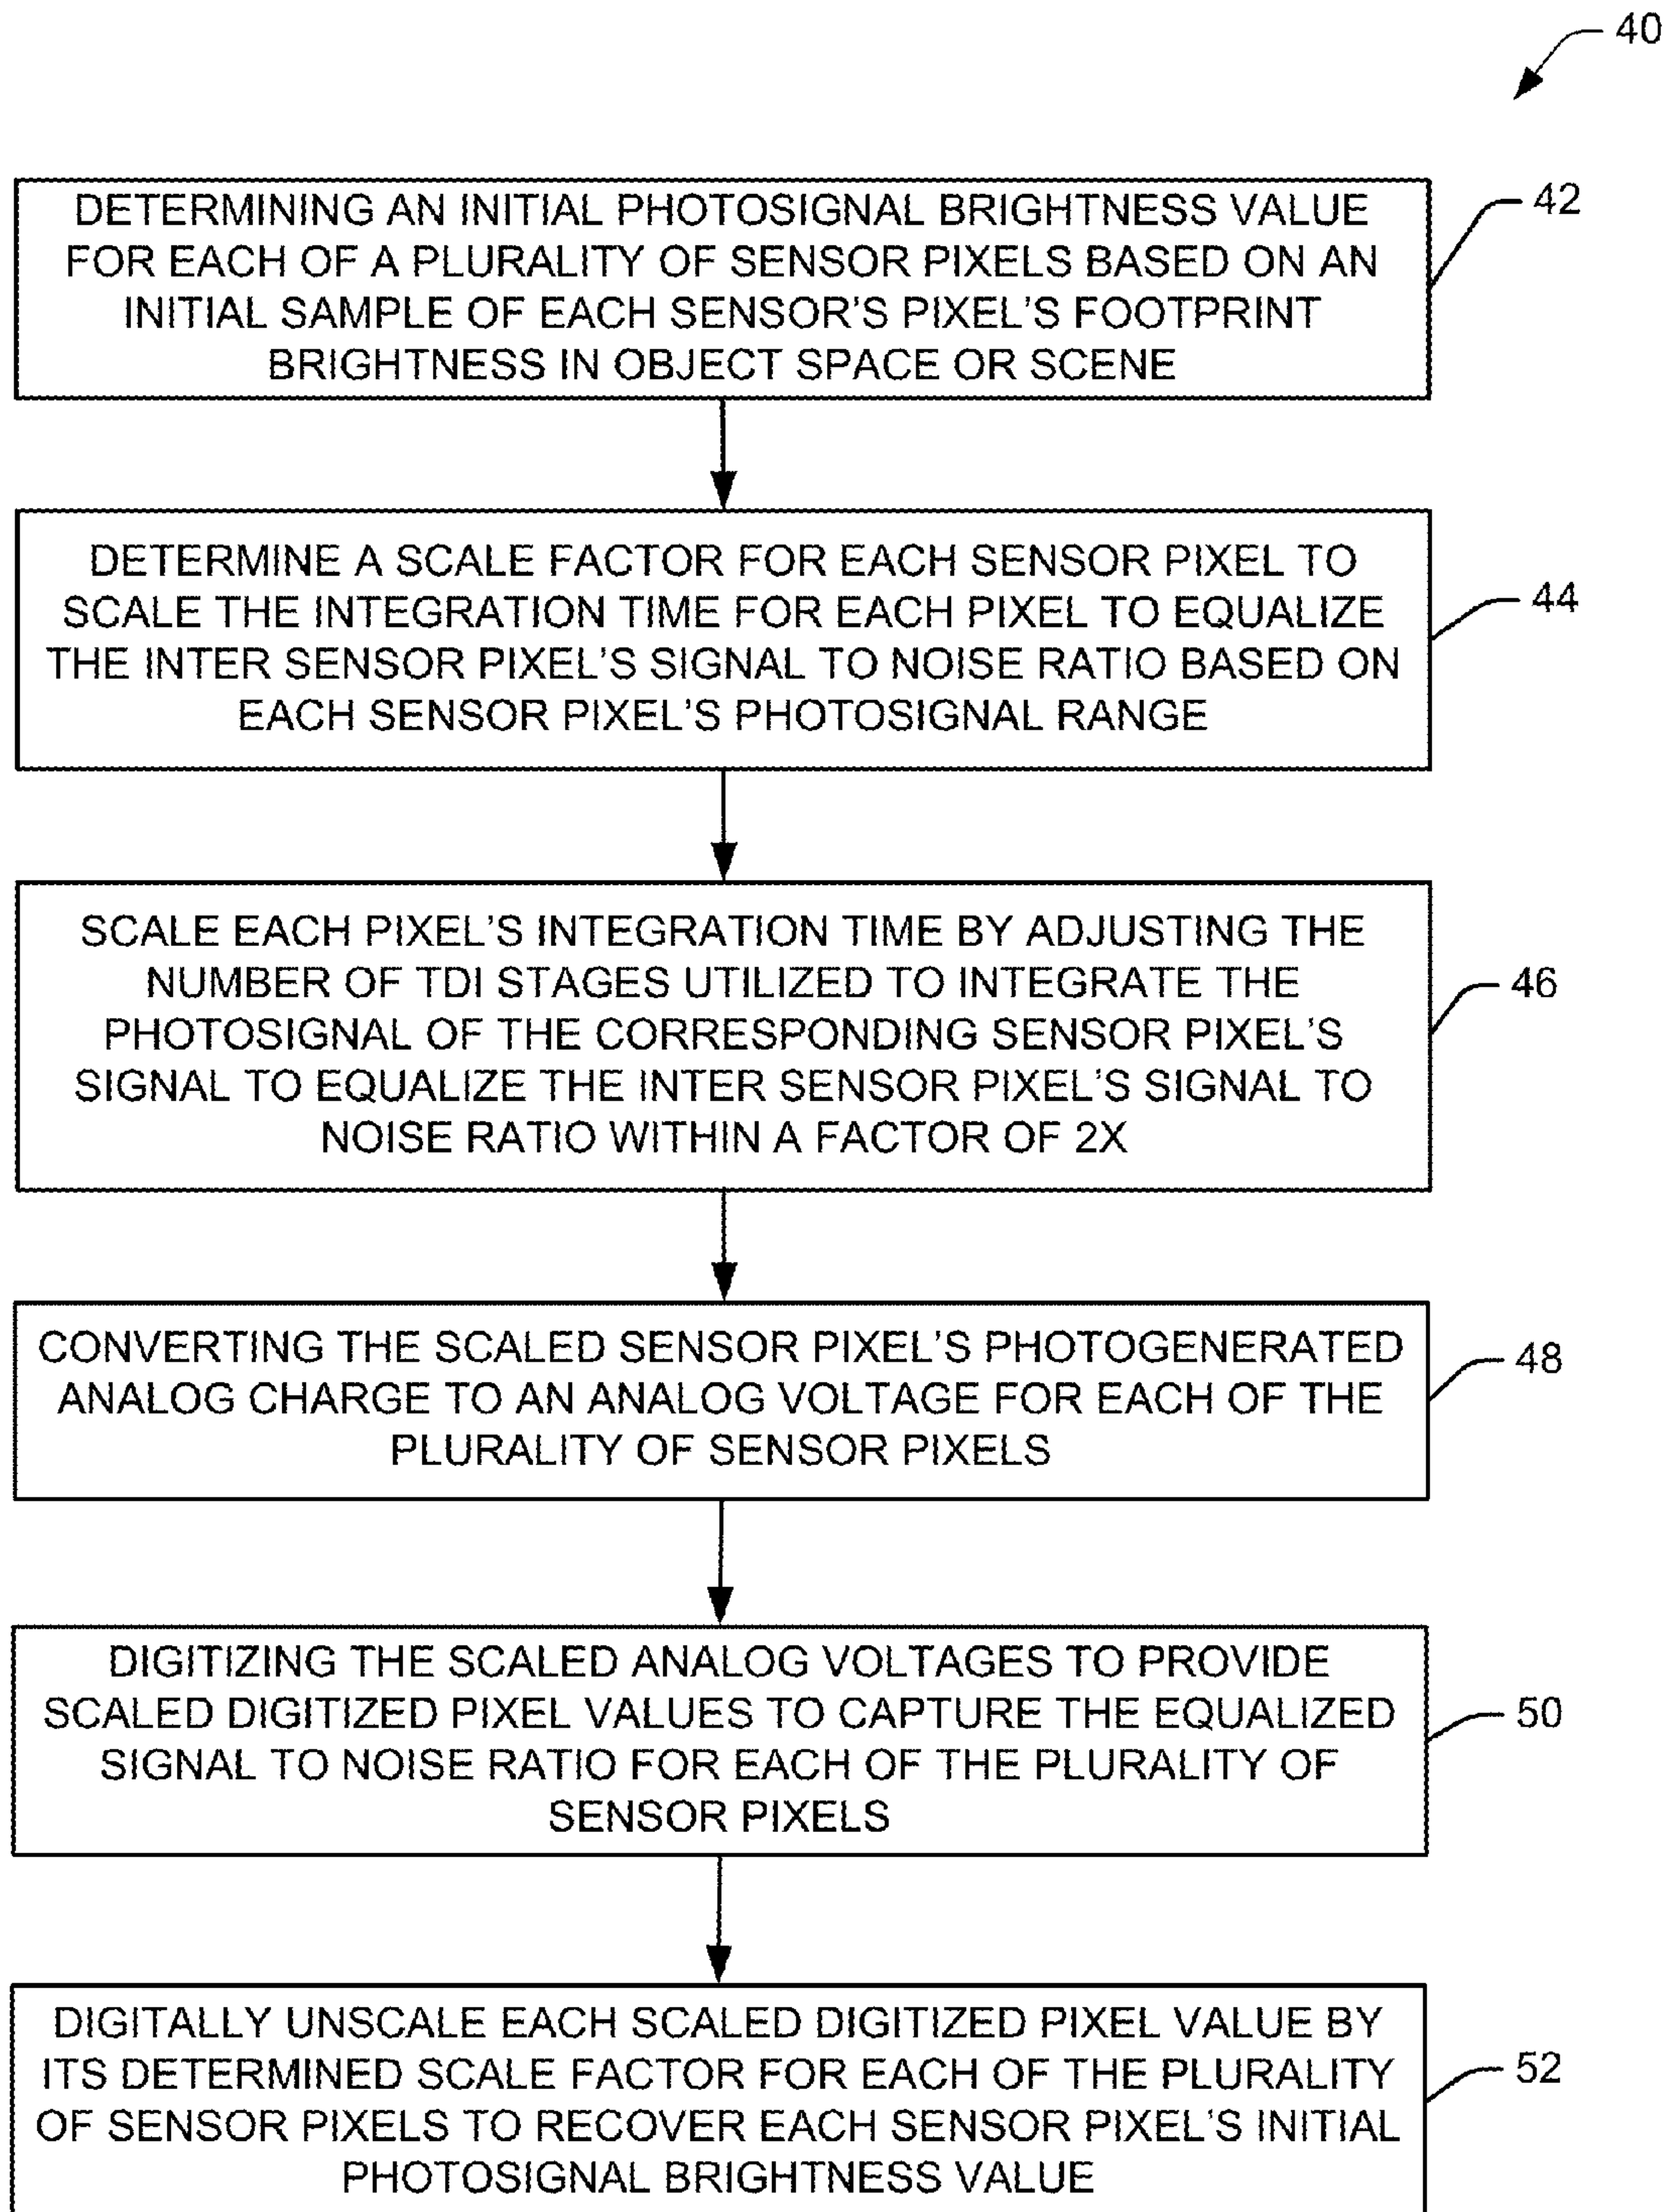 40
DETERMINING AN INITIAL PHOTOSIGNAL BRIGHTNESS VALUE
FOR EACH OF A PLURALITY OF SENSOR PIXELS BASED ON AN
INITIAL SAMPLE OF EACH SENSOR'S PIXEL'S FOOTPRINT
BRIGHTNESS IN OBJECT SPACE OR SCENE
42
DETERMINE A SCALE FACTOR FOR EACH SENSOR PIXEL TO
SCALE THE INTEGRATION TIME FOR EACH PIXEL TO EQUALIZE
THE INTER SENSOR PIXEL'S SIGNAL TO NOISE RATIO BASED ON
EACH SENSOR PIXEL'S PHOTOSIGNAL RANGE
44
SCALE EACH PIXEL'S INTEGRATION TIME BY ADJUSTING THE
NUMBER OF TDI STAGES UTILIZED TO INTEGRATE THE
PHOTOSIGNAL OF THE CORRESPONDING SENSOR PIXEL'S
SIGNAL TO EQUALIZE THE INTER SENSOR PIXEL'S SIGNAL TO
NOISE RATIO WITHIN A FACTOR OF 2X
46
CONVERTING THE SCALED SENSOR PIXEL'S PHOTOGENERATED
ANALOG CHARGE TO AN ANALOG VOLTAGE FOR EACH OF THE
PLURALITY OF SENSOR PIXELS
48
DIGITIZING THE SCALED ANALOG VOLTAGES TO PROVIDE
SCALED DIGITIZED PIXEL VALUES TO CAPTURE THE EQUALIZED
SIGNAL TO NOISE RATIO FOR EACH OF THE PLURALITY OF
SENSOR PIXELS
50
DIGITALLY UNSCALE EACH SCALED DIGITIZED PIXEL VALUE BY
ITS DETERMINED SCALE FACTOR FOR EACH OF THE PLURALITY
OF SENSOR PIXELS TO RECOVER EACH SENSOR PIXEL'S INITIAL
PHOTOSIGNAL BRIGHTNESS VALUE
52